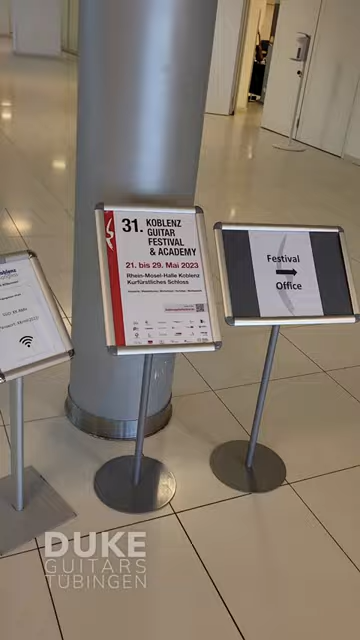 31. KOBLENZ
GUITAR
FESTIVAL
& ACADEMY
21. bis 29. Mai 2023
Rhein-Mosel-Halle Koblenz
Kurfürstliches Schloss
Festival
Office
DUKE
GUITARS
TÜBINGEN